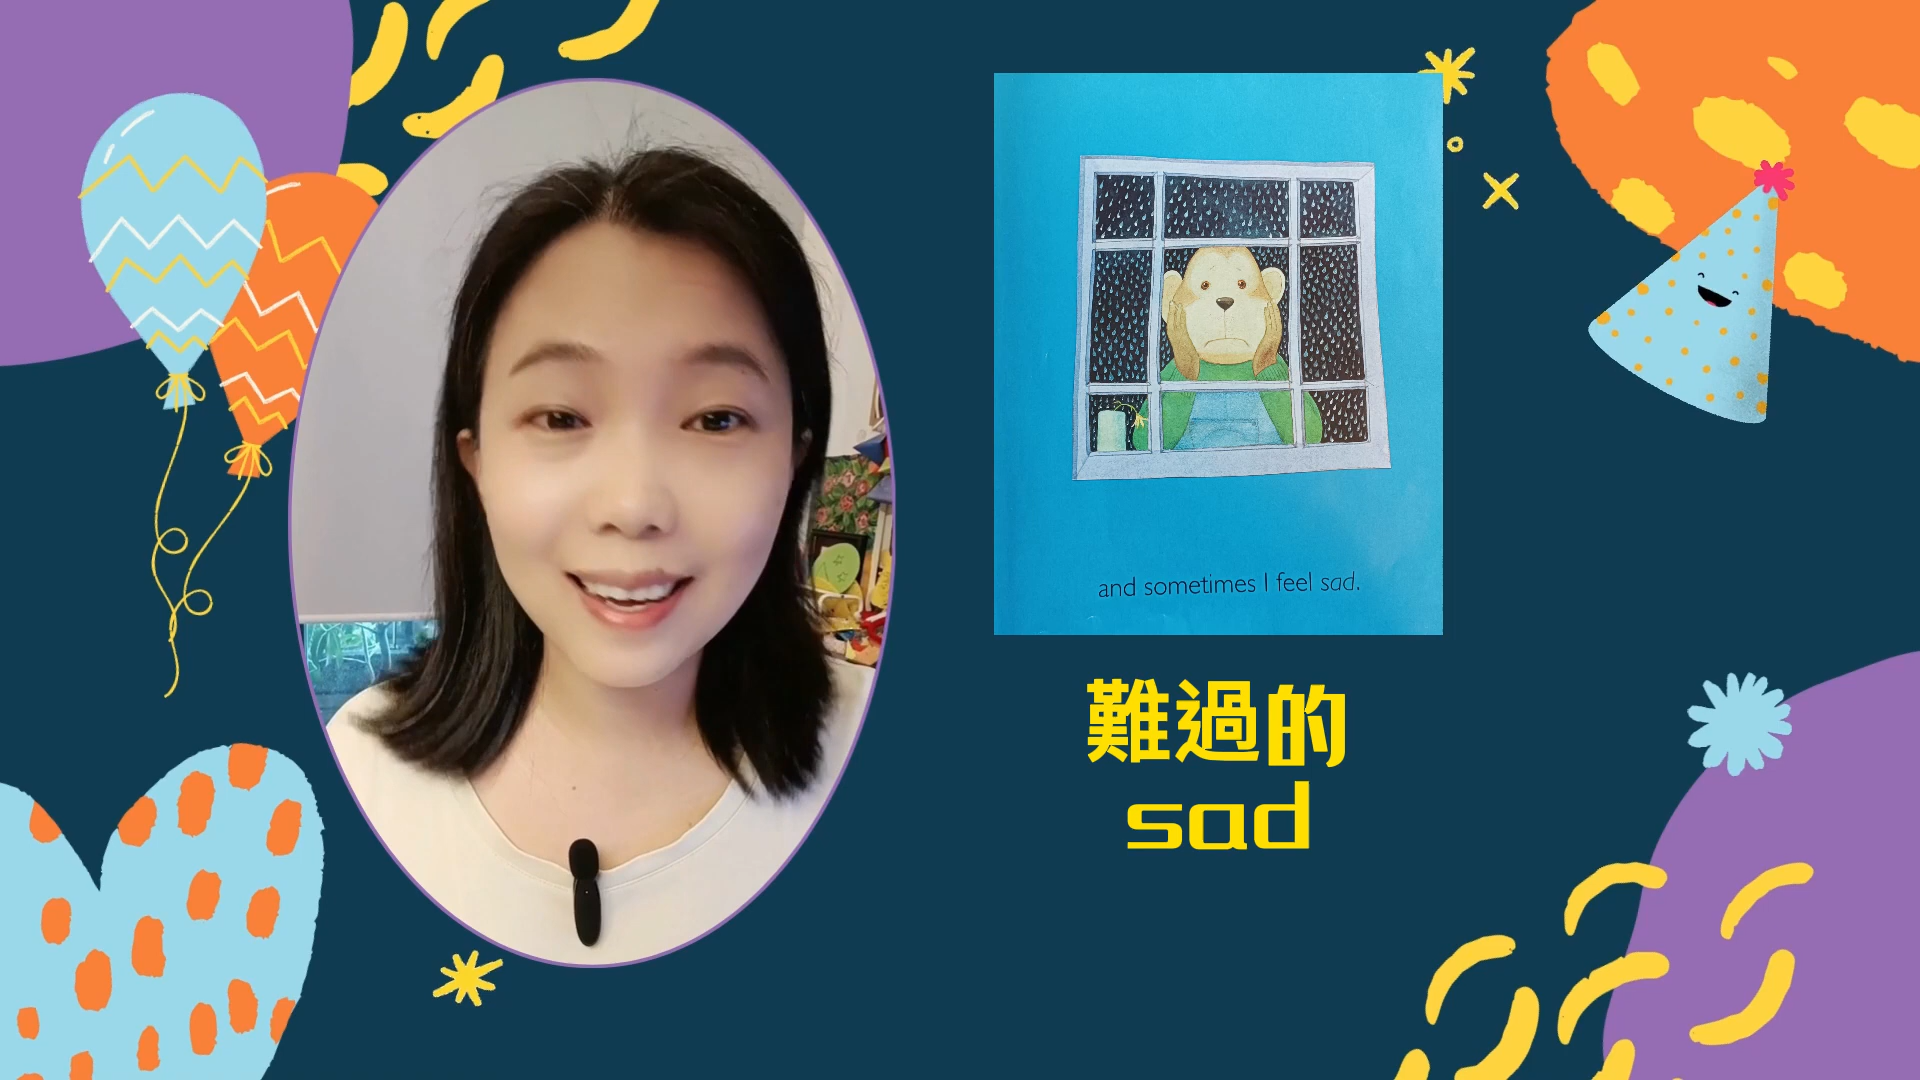 and sometimes I feel sad.
難過的
sad